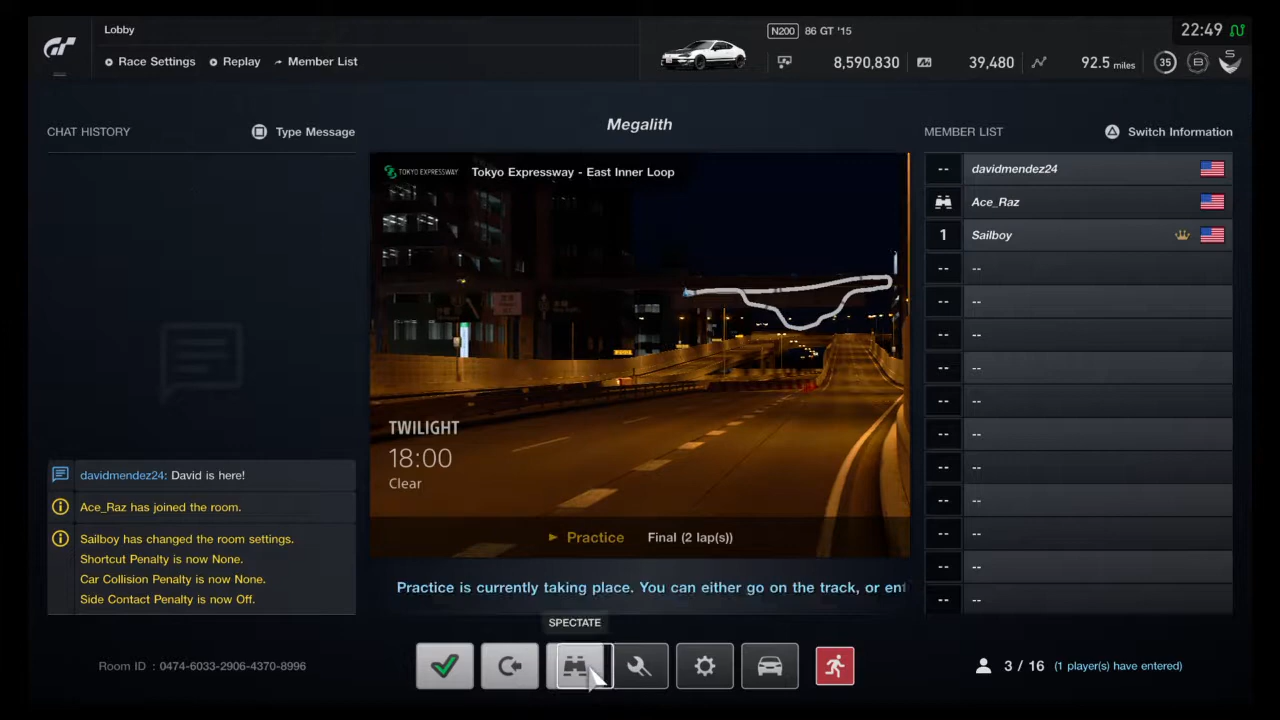 Lobby
Race Settings
Replay
Member List
N200 86 GT '15
8,590,830
39,480
92.5 miles
22:49
35
B
S
CHAT HISTORY
Type Message
Megalith
MEMBER LIST
Switch Information
TOKYO EXPRESSWAY
Tokyo Expressway - East Inner Loop
-- davidmendez24
Ace_Raz
1 Sailboy
-- --
-- --
-- --
-- --
-- --
-- --
-- --
-- --
-- --
-- --
-- --
TWILIGHT
18:00
Clear
Practice
Final (2 lap(s))
davidmendez24: David is here!
Ace_Raz has joined the room.
Sailboy has changed the room settings.
Shortcut Penalty is now None.
Car Collision Penalty is now None.
Side Contact Penalty is now Off.
Practice is currently taking place. You can either go on the track, or ent
SPECTATE
Room ID : 0474-6033-2906-4370-8996
3 / 16
(1 player(s) have entered)